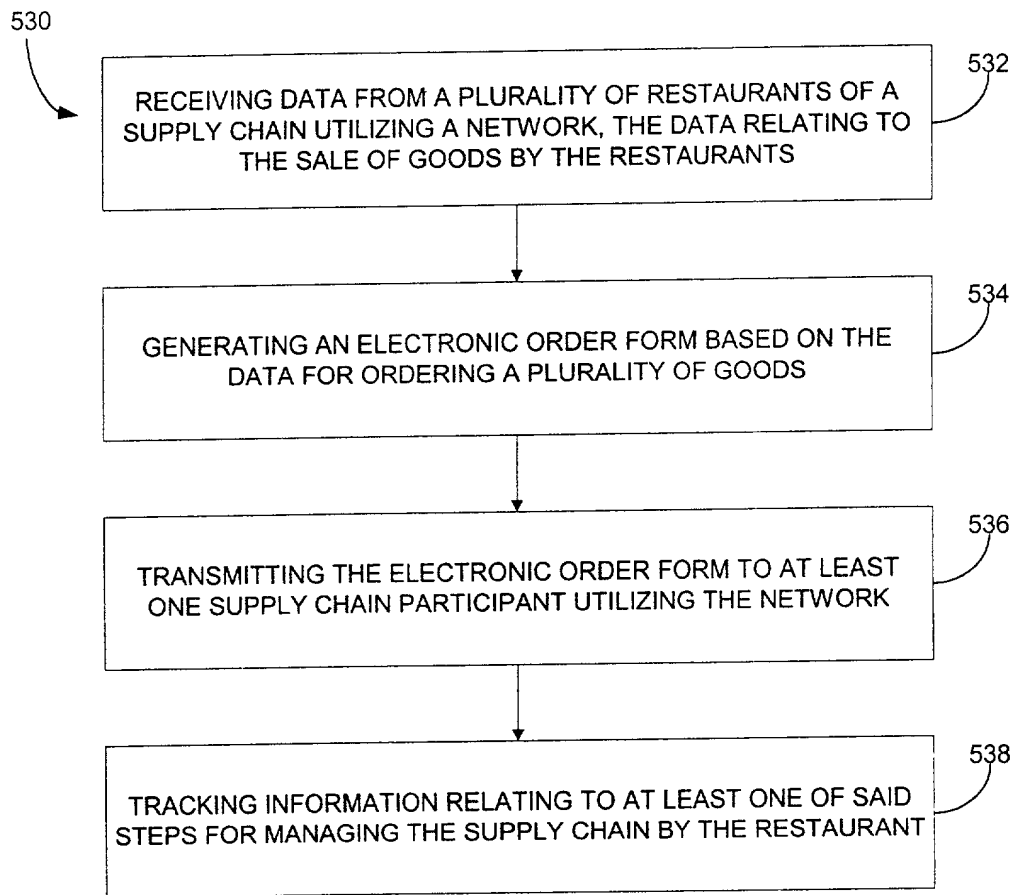 530
532
RECEIVING DATA FROM A PLURALITY OF RESTAURANTS OF A
SUPPLY CHAIN UTILIZING A NETWORK, THE DATA RELATING TO
THE SALE OF GOODS BY THE RESTAURANTS
534
GENERATING AN ELECTRONIC ORDER FORM BASED ON THE
DATA FOR ORDERING A PLURALITY OF GOODS
536
TRANSMITTING THE ELECTRONIC ORDER FORM TO AT LEAST
ONE SUPPLY CHAIN PARTICIPANT UTILIZING THE NETWORK
538
TRACKING INFORMATION RELATING TO AT LEAST ONE OF SAID
STEPS FOR MANAGING THE SUPPLY CHAIN BY THE RESTAURANT